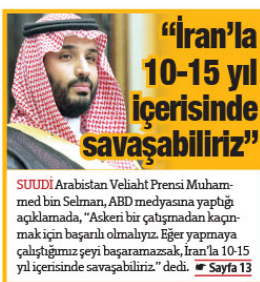 “İran’la
10-15 yıl
içerisinde
savaşabiliriz”
SUUDİ Arabistan Veliaht Prensi Muham-
med bin Selman, ABD medyasına yaptığı
açıklamada, “Askeri bir çatışmadan kaçın-
mak için başarılı olmalıyız. Eğer yapmaya
çalıştığımız şeyi başaramazsak, İran’la 10-15
yıl içerisinde savaşabiliriz.” dedi. ☛ Sayfa 13